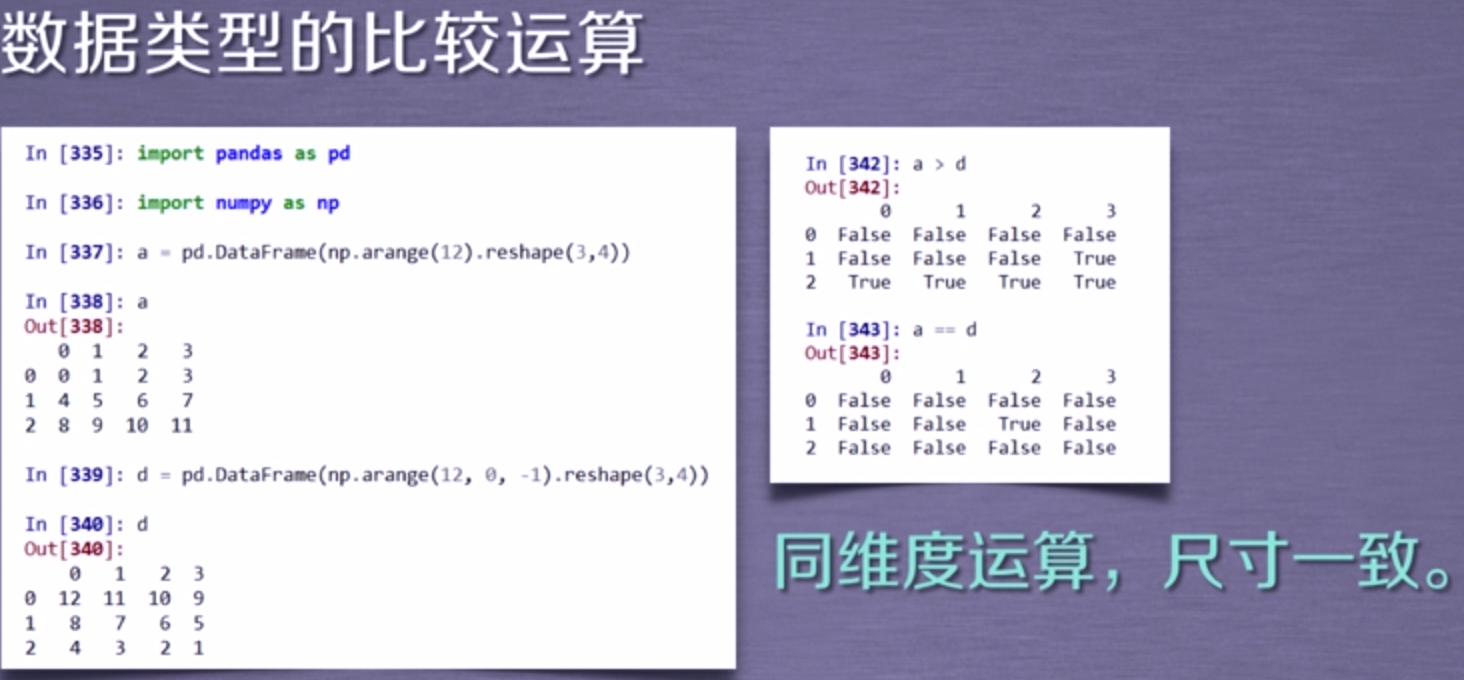 数据类型的比较运算
In [335]: import pandas as pd
In [336]: import numpy as np
In [337]: a = pd.DataFrame(np.arange(12).reshape(3,4))
In [338]: a
Out[338]:
   0  1   2   3
0  0  1   2   3
1  4  5   6   7
2  8  9  10  11
In [339]: d = pd.DataFrame(np.arange(12, 0, -1).reshape(3,4))
In [340]: d
Out[340]:
    0   1   2  3
0  12  11  10  9
1   8   7   6  5
2   4   3   2  1
In [342]: a > d
Out[342]:
       0      1      2      3
0  False  False  False  False
1  False  False  False   True
2   True   True   True   True
In [343]: a == d
Out[343]:
       0      1      2      3
0  False  False  False  False
1  False  False   True  False
2  False  False  False  False
同维度运算，尺寸一致。